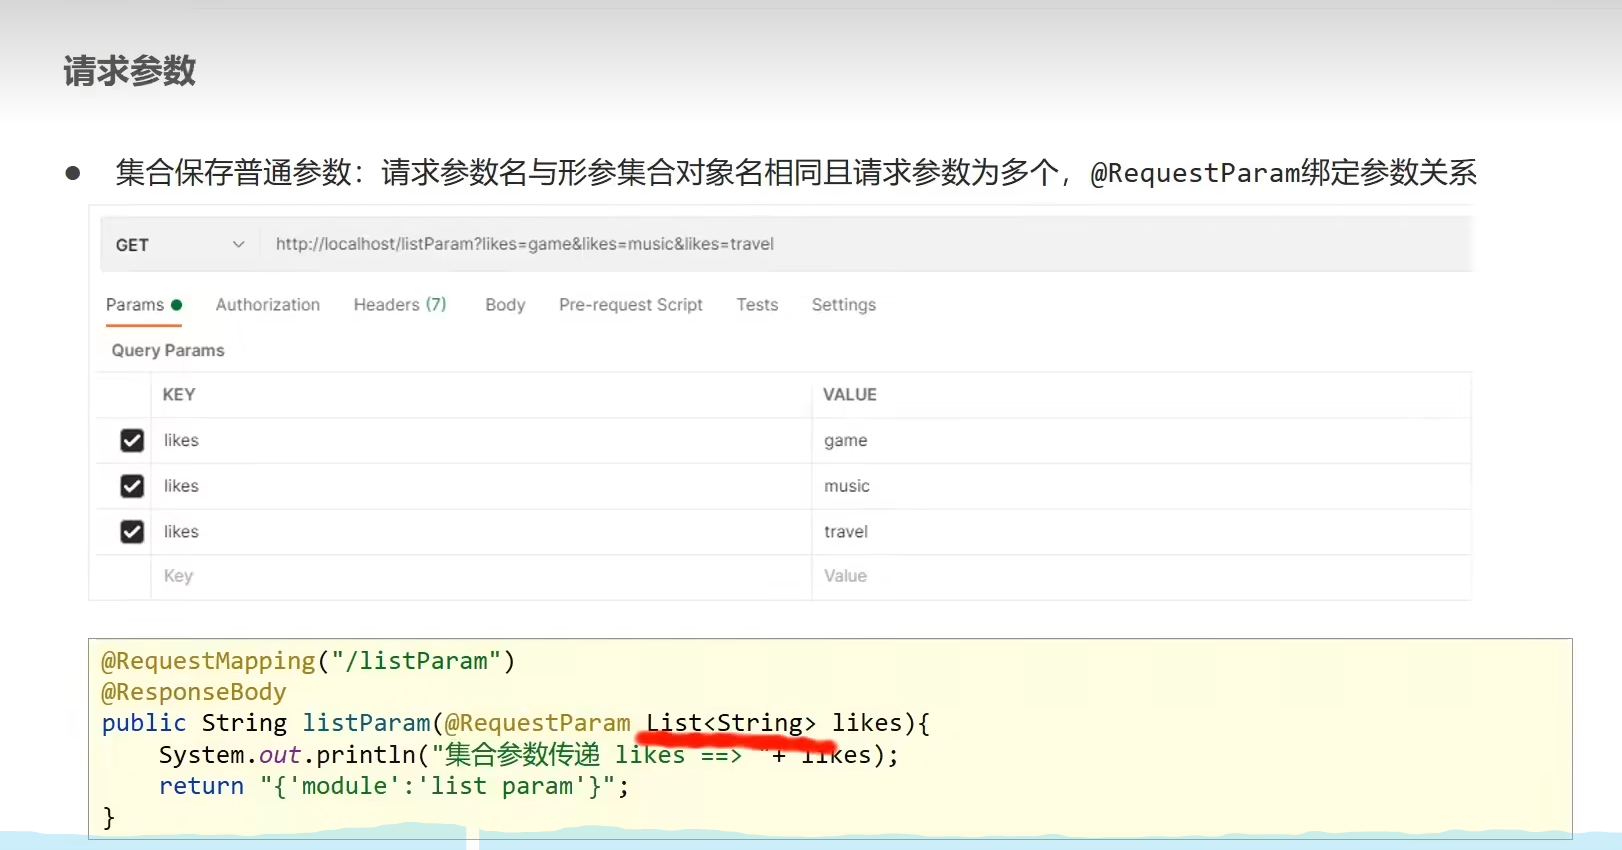 请求参数
● 集合保存普通参数：请求参数名与形参集合对象名相同且请求参数为多个，@RequestParam绑定参数关系
GET http://localhost/listParam?likes=game&likes=music&likes=travel
Params Authorization Headers (7) Body Pre-request Script Tests Settings
Query Params
KEY VALUE
likes game
likes music
likes travel
Key Value
@RequestMapping("/listParam")
@ResponseBody
public String listParam(@RequestParam List<String> likes){
System.out.println("集合参数传递 likes ==> "+ likes);
return "{'module':'list param'}";
}